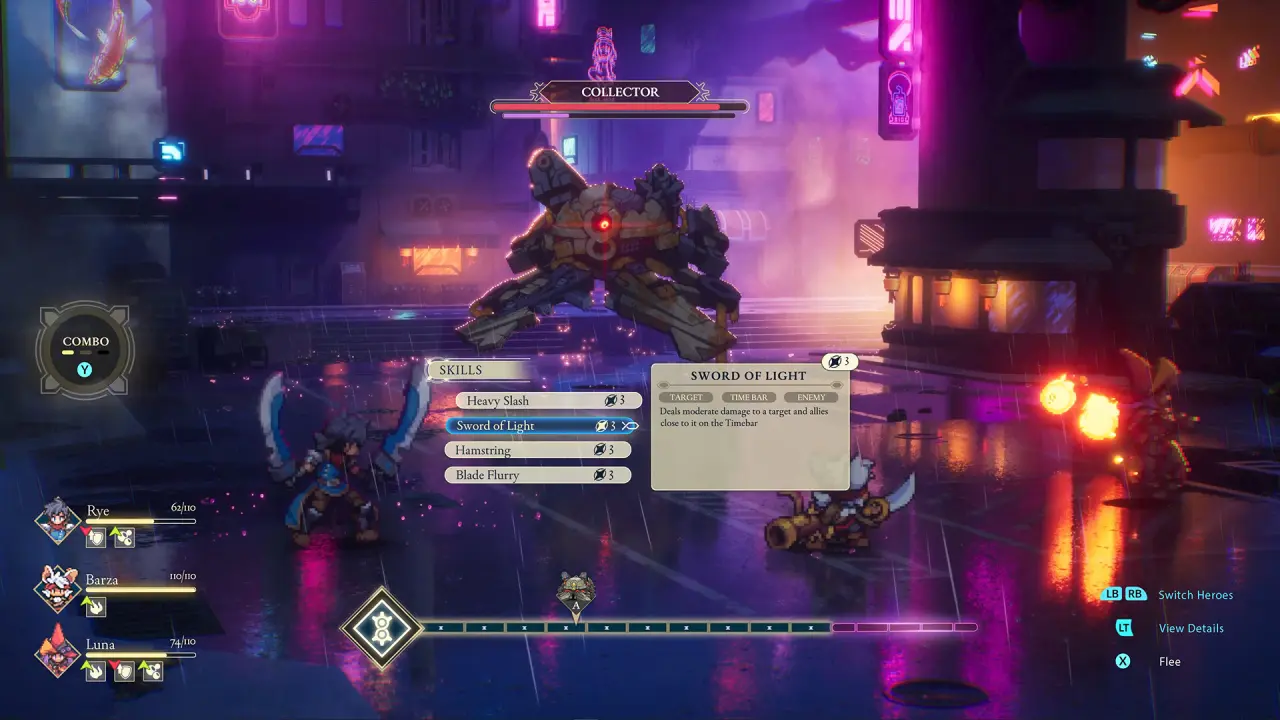 COLLECTOR
COMBO
Y
SKILLS
Heavy Slash 3
Sword of Light 3
Hamstring 3
Blade Flurry 3
3
SWORD OF LIGHT
TARGET TIME BAR ENEMY
Deals moderate damage to a target and allies
close to it on the Timebar
Rye 62/110
Barza 110/110
Luna 74/110
A
LB RB Switch Heroes
LT View Details
X Flee